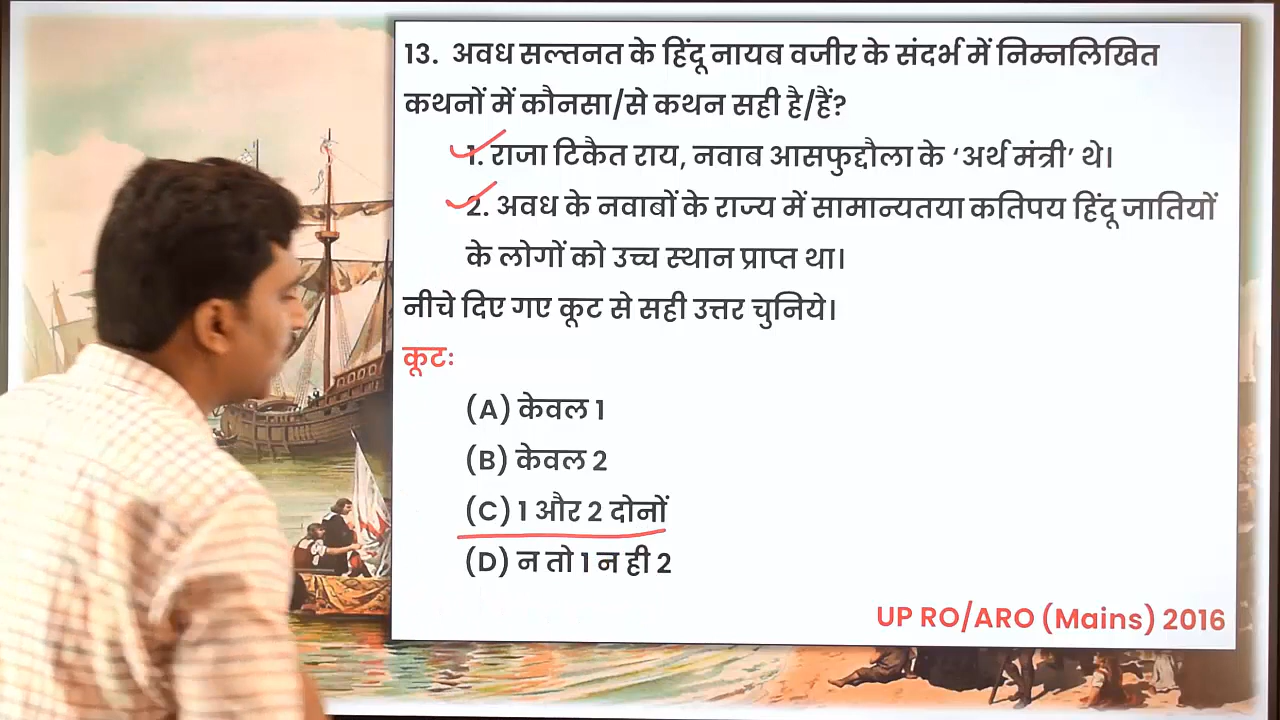 13. अवध सल्तनत के हिंदू नायब वजीर के संदर्भ में निम्नलिखित
कथनों में कौनसा/से कथन सही है/हैं?
1. राजा टिकैत राय, नवाब आसफुद्दौला के ‘अर्थ मंत्री’ थे।
2. अवध के नवाबों के राज्य में सामान्यतया कतिपय हिंदू जातियों
के लोगों को उच्च स्थान प्राप्त था।
नीचे दिए गए कूट से सही उत्तर चुनिये।
कूटः
(A) केवल 1
(B) केवल 2
(C) 1 और 2 दोनों
(D) न तो 1 न ही 2
UP RO/ARO (Mains) 2016